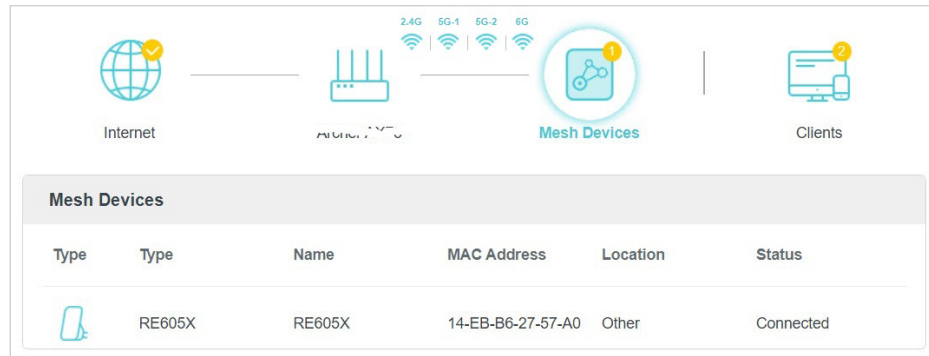 2.4G 5G-1 5G-2 6G
1
2
Internet
Mesh Devices
Clients
Mesh Devices
Type Type Name MAC Address Location Status
RE605X RE605X 14-EB-B6-27-57-A0 Other Connected